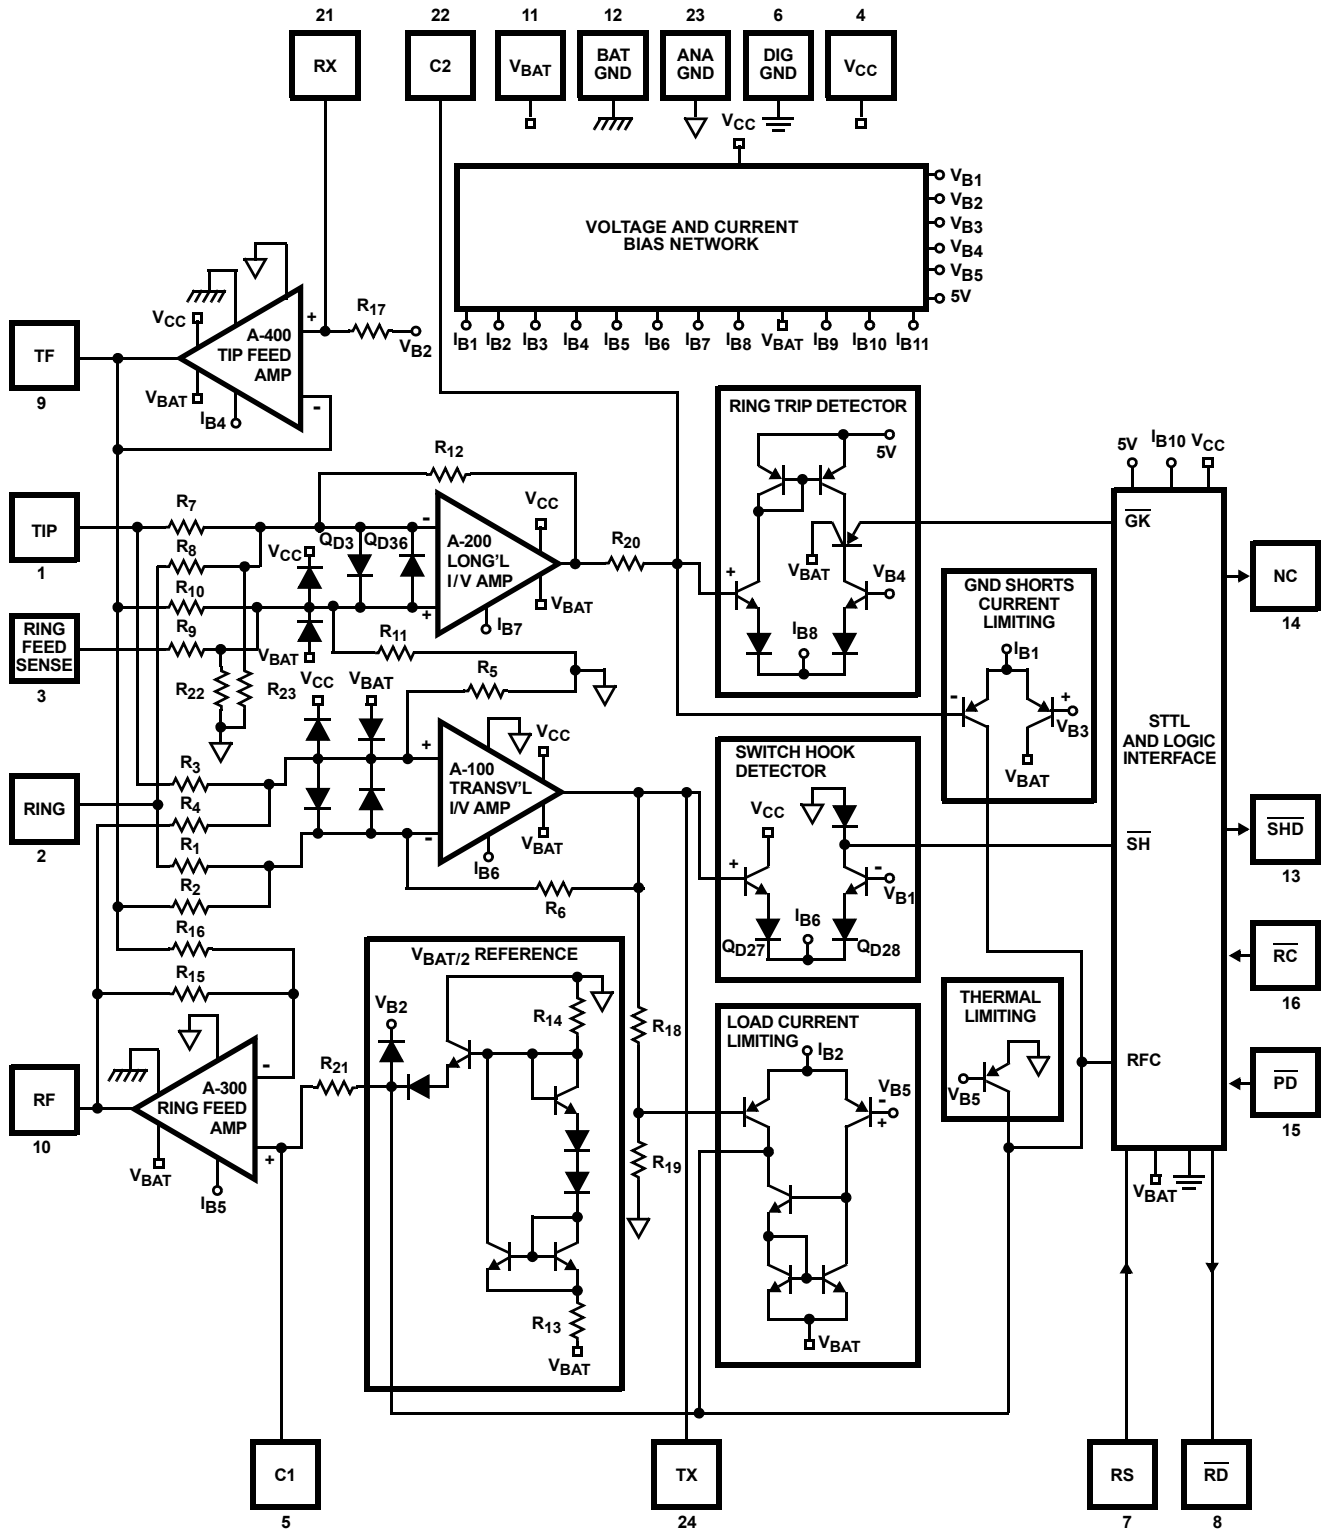 21
22
11
12
23
6
4
RX
C2
VBAT
BAT
GND
ANA
GND
DIG
GND
VCC
VCC
VOLTAGE AND CURRENT
BIAS NETWORK
VB1
VB2
VB3
VB4
VB5
5V
IB1
IB2
IB3
IB4
IB5
IB6
IB7
IB8
VBAT
IB9
IB10
IB11
TF
9
VCC
A-400
TIP FEED
AMP
+
-
VBAT
IB4
R17
VB2
TIP
1
R7
R8
R10
R9
R22
R23
RING
FEED
SENSE
3
R12
VCC
QD3
QD36
VBAT
-
+
A-200
LONG'L
I/V AMP
VCC
VBAT
IB7
R20
R11
R5
VCC
VBAT
RING
2
R3
R4
R1
R2
R16
R15
+
-
A-100
TRANSV'L
I/V AMP
VCC
VBAT
IB6
R6
RF
10
A-300
RING FEED
AMP
-
+
VBAT
IB5
R21
VBAT/2 REFERENCE
VB2
R14
R13
VBAT
R18
R19
RING TRIP DETECTOR
5V
VBAT
VB4
+
IB8
GND SHORTS
CURRENT
LIMITING
IB1
-
+
VB3
VBAT
SWITCH HOOK
DETECTOR
VCC
+
-
VB1
IB6
QD27
QD28
LOAD CURRENT
LIMITING
IB2
VB5
-
+
VBAT
THERMAL
LIMITING
VB5
5V
IB10
VCC
GK
STTL
AND LOGIC
INTERFACE
SH
RFC
VBAT
NC
14
SHD
13
RC
16
PD
15
C1
5
TX
24
RS
7
RD
8